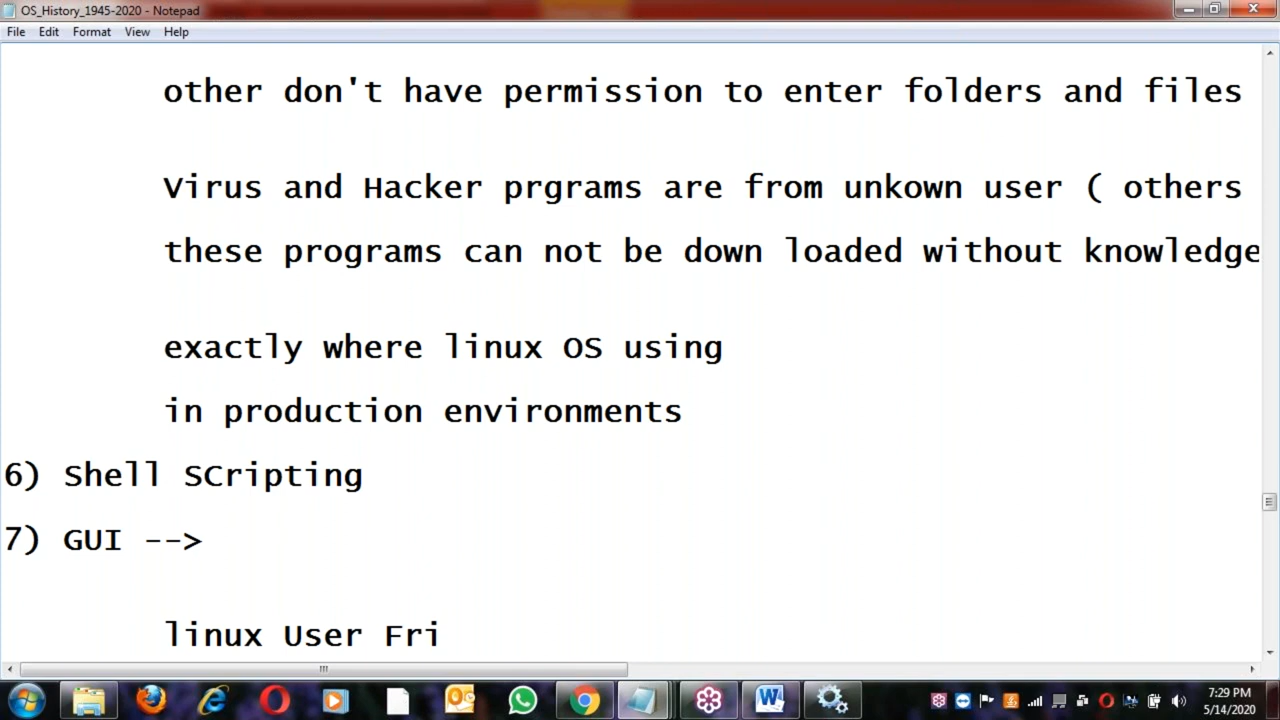 OS_History_1945-2020 - Notepad
File Edit Format View Help
other don't have permission to enter folders and files
Virus and Hacker prgrams are from unkown user ( others
these programs can not be down loaded without knowledge
exactly where linux OS using
in production environments
6) Shell SCripting
7) GUI -->
linux User Fri
7:29 PM
5/14/2020